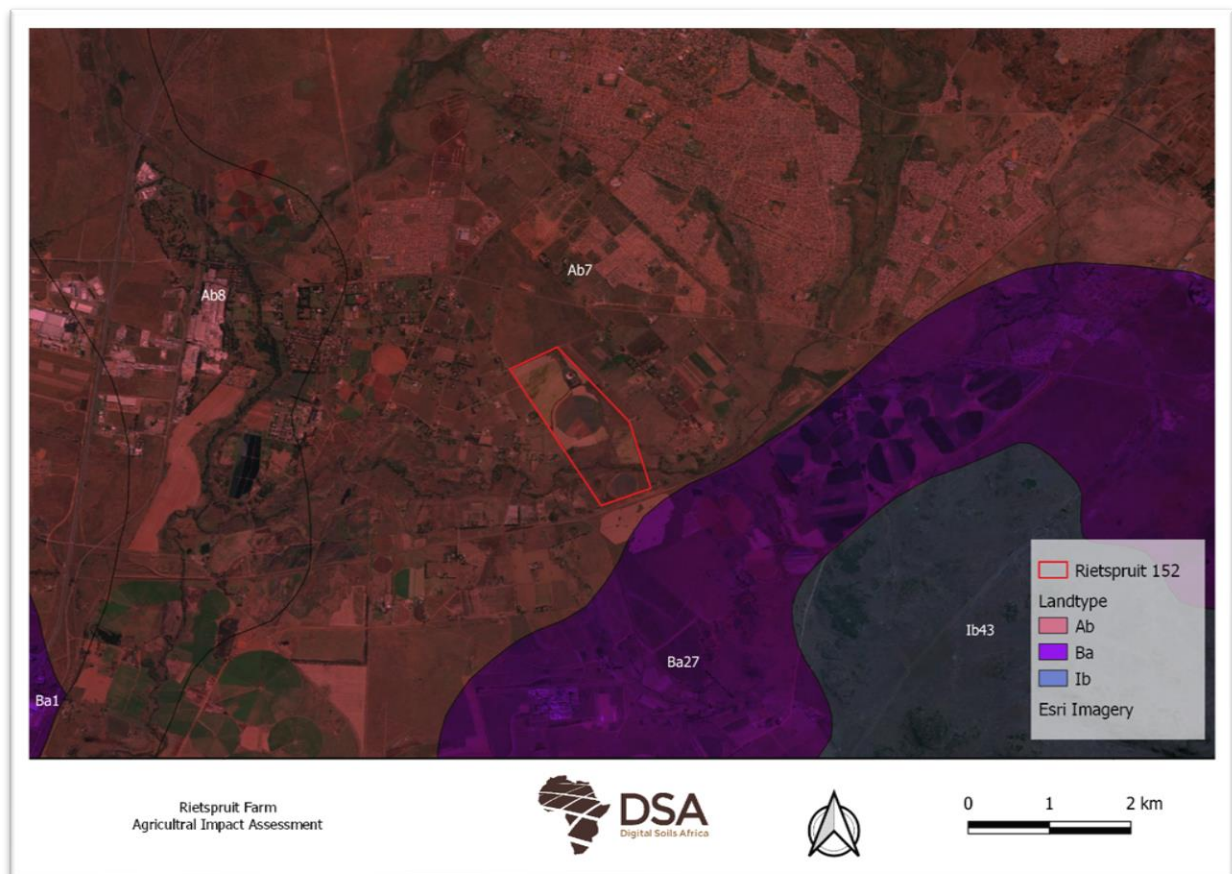 Ab7
Ab8
Rietspruit 152
Landtype
Ab
Ba
Ib
Esri Imagery
Ib43
Ba27
Ba1
Rietspruit Farm
Agricultral Impact Assessment
DSA
Digital Soils Africa
0 1 2 km